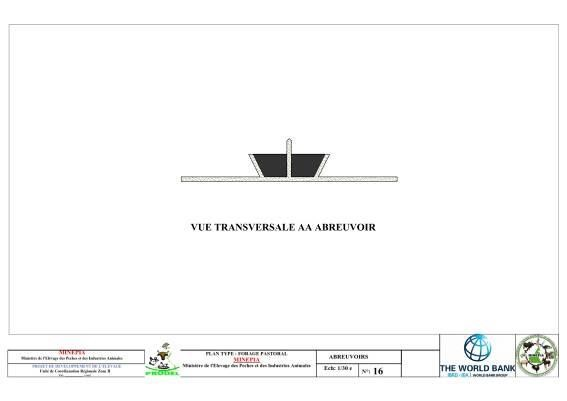 VUE TRANSVERSALE AA ABREUVOIR
MINEPIA
Ministère de l'Elevage des Peches et des Industries Animales
PROJET DE DEVELOPPEMENT DE L'ELEVAGE
Unité de Coordination Régionale Zone B
PRODEL
PLAN TYPE - FORAGE PASTORAL
MINEPIA
Ministère de l'Elevage des Peches et des Industries Animales
ABREUVOIRS
Ech: 1/30 e
N°: 16
THE WORLD BANK
IBRD • IDA | WORLD BANK GROUP
MINEPIA